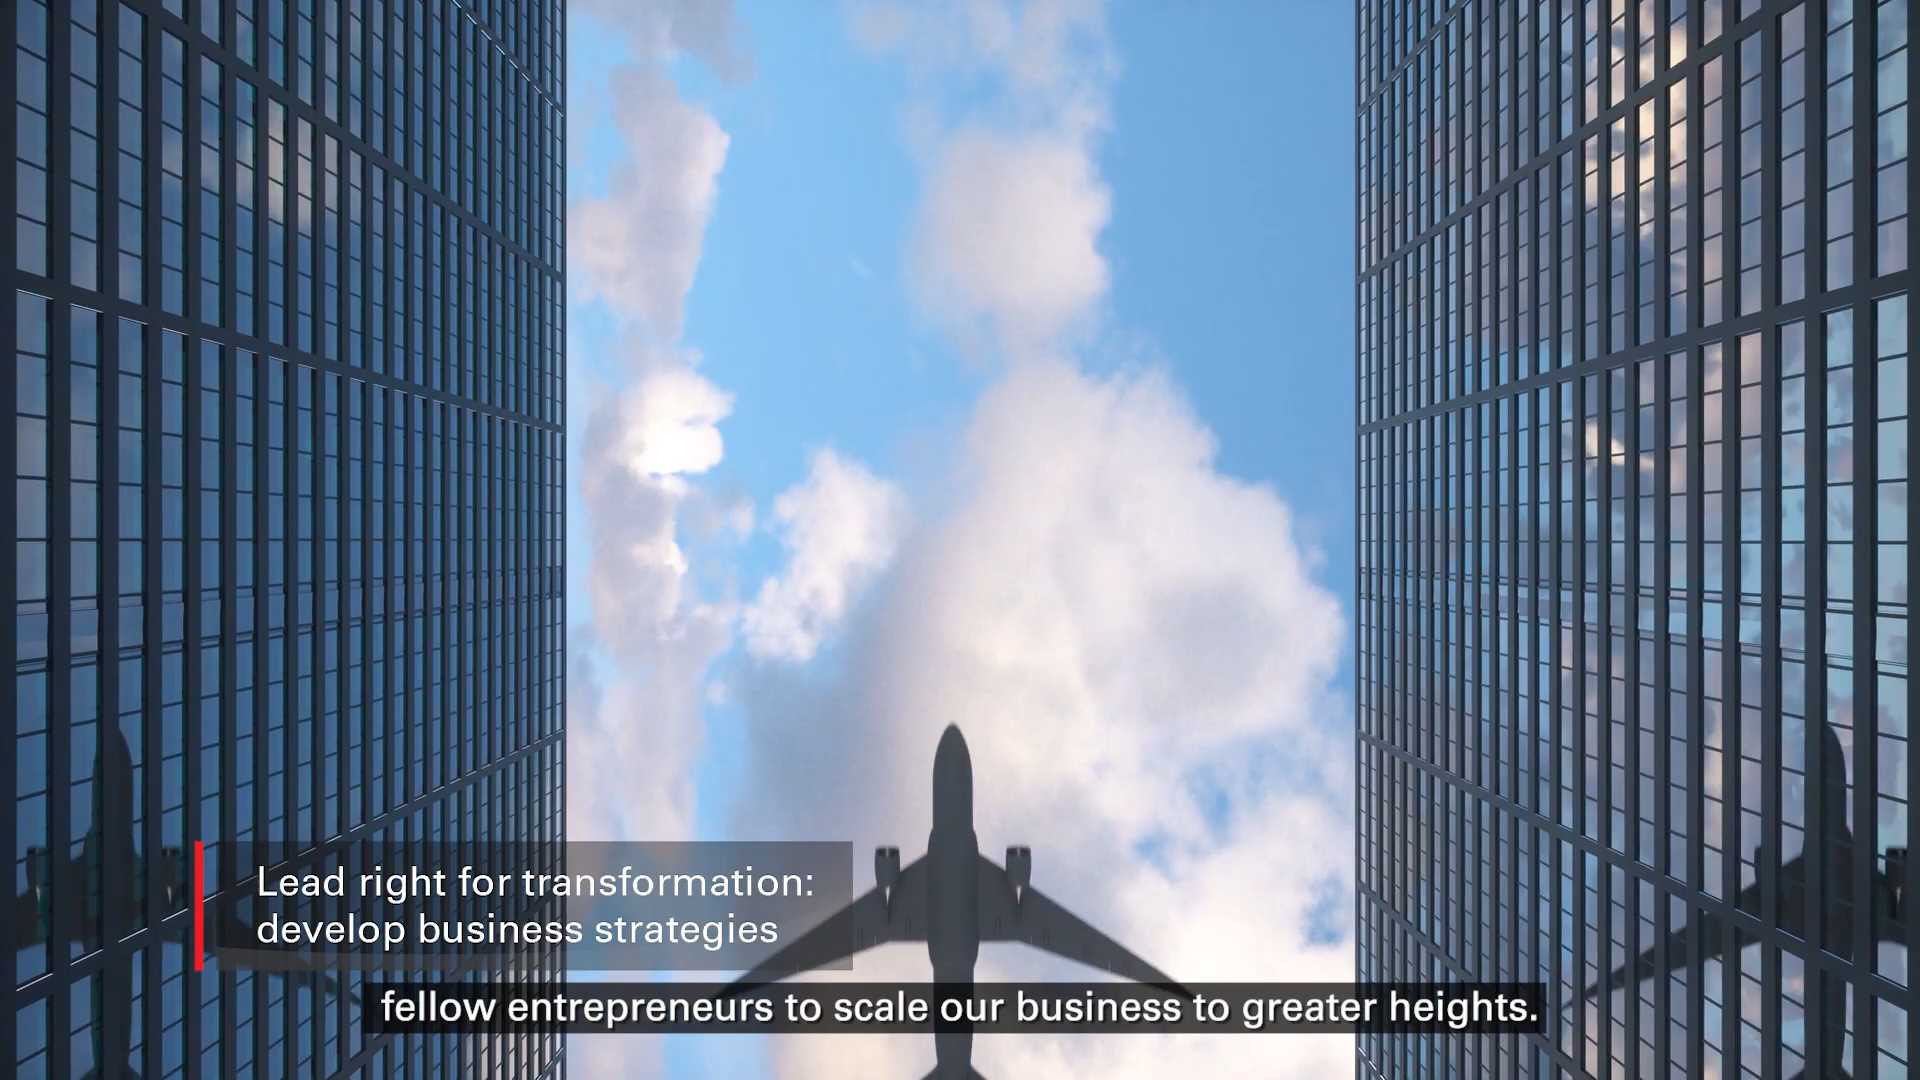 Lead right for transformation:
develop business strategies
fellow entrepreneurs to scale our business to greater heights.